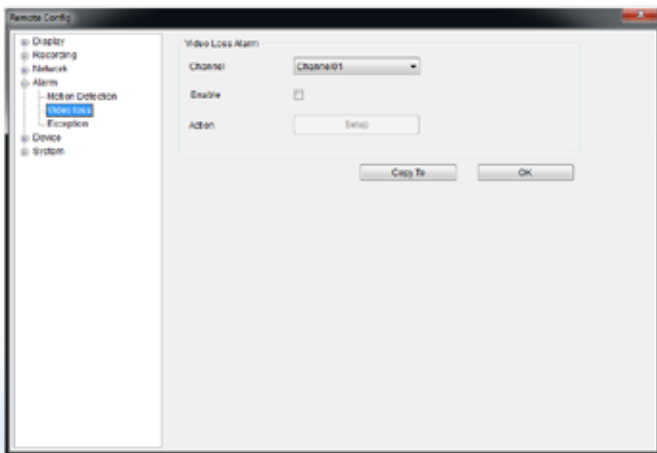 Remote Config
Display
Recording
Network
Alarm
Motion Detection
Video loss
Exception
Device
System
Video Loss Alarm
Channel
Channel01
Enable
Action
Setup
Copy To
OK